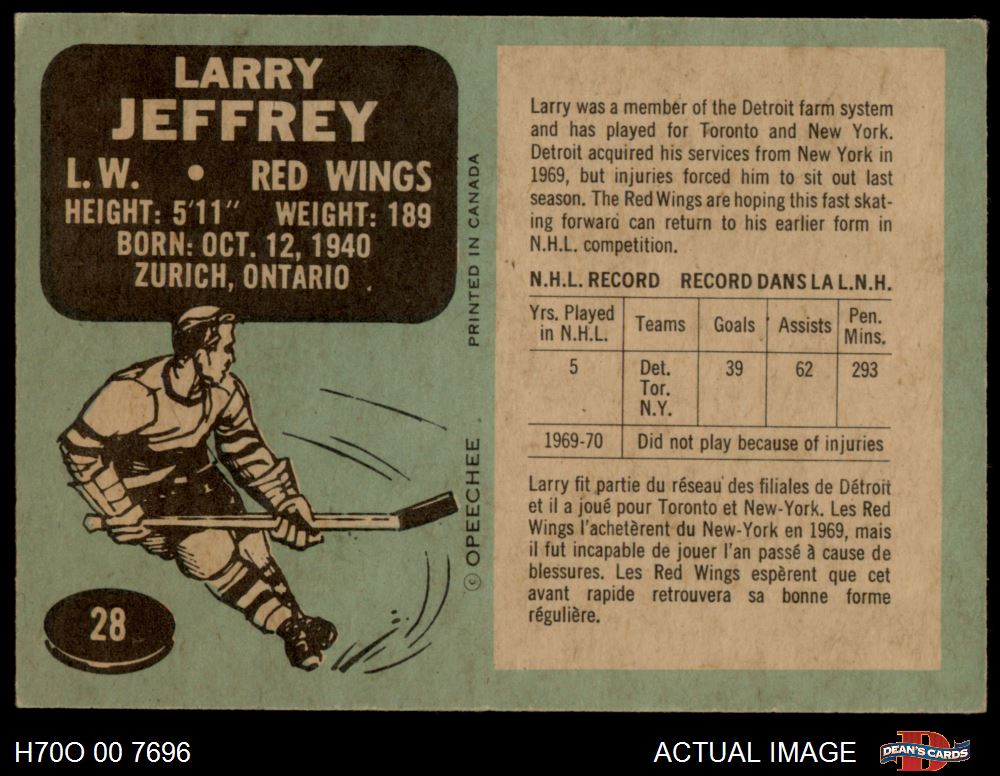 LARRY
JEFFREY
L.W. • RED WINGS
HEIGHT: 5'11" WEIGHT: 189
BORN: OCT. 12, 1940
ZURICH, ONTARIO
28
© OPEECHEE
PRINTED IN CANADA
Larry was a member of the Detroit farm system
and has played for Toronto and New York.
Detroit acquired his services from New York in
1969, but injuries forced him to sit out last
season. The Red Wings are hoping this fast skat-
ing forward can return to his earlier form in
N.H.L. competition.
N.H.L. RECORD RECORD DANS LA L.N.H.
Yrs. Played
in N.H.L.
Teams
Goals
Assists
Pen.
Mins.
5
Det.
Tor.
N.Y.
39
62
293
1969-70 Did not play because of injuries
Larry fit partie du réseau des filiales de Détroit
et il a joué pour Toronto et New-York. Les Red
Wings l'achetèrent du New-York en 1969, mais
il fut incapable de jouer l'an passé à cause de
blessures. Les Red Wings espèrent que cet
avant rapide retrouvera sa bonne forme
régulière.
H70O 00 7696
ACTUAL IMAGE
DEAN'S CARDS